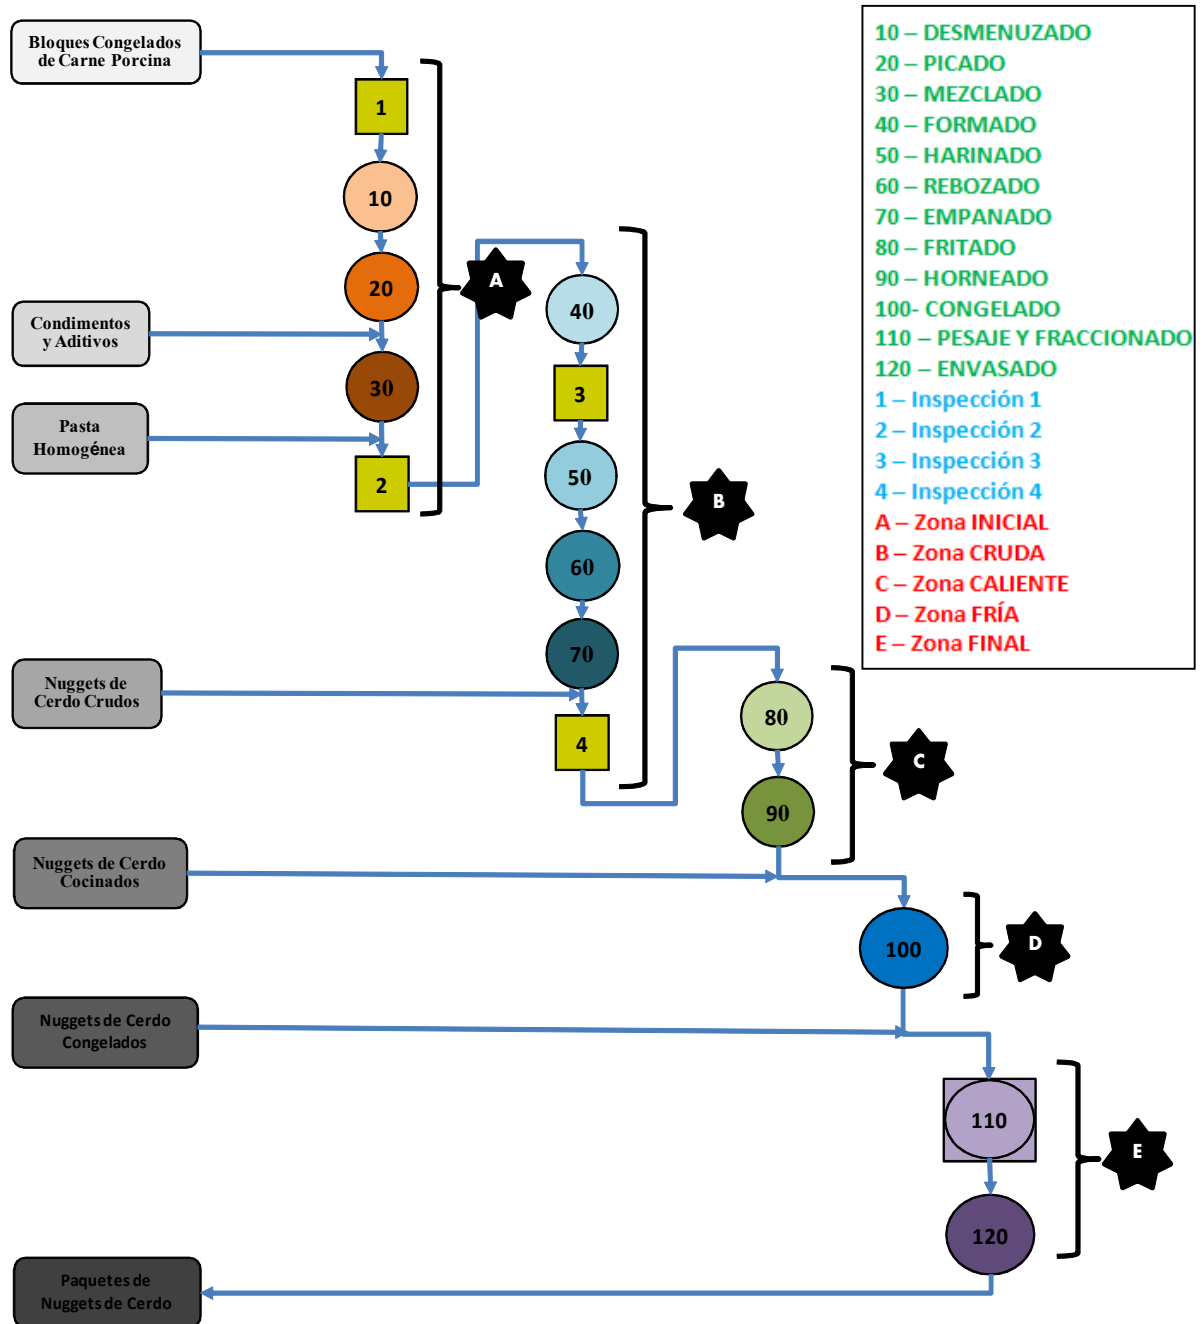 Bloques Congelados
de Carne Porcina
1
10
20
A
Condimentos
y Aditivos
30
Pasta
Homogénea
2
40
3
50
B
60
70
Nuggets de
Cerdo Crudos
4
80
C
90
Nuggets de Cerdo
Cocinados
100
D
Nuggets de Cerdo
Congelados
110
E
120
Paquetes de
Nuggets de Cerdo
10 – DESMENUZADO
20 – PICADO
30 – MEZCLADO
40 – FORMADO
50 – HARINADO
60 – REBOZADO
70 – EMPANADO
80 – FRITADO
90 – HORNEADO
100- CONGELADO
110 – PESAJE Y FRACCIONADO
120 – ENVASADO
1 – Inspección 1
2 – Inspección 2
3 – Inspección 3
4 – Inspección 4
A – Zona INICIAL
B – Zona CRUDA
C – Zona CALIENTE
D – Zona FRÍA
E – Zona FINAL